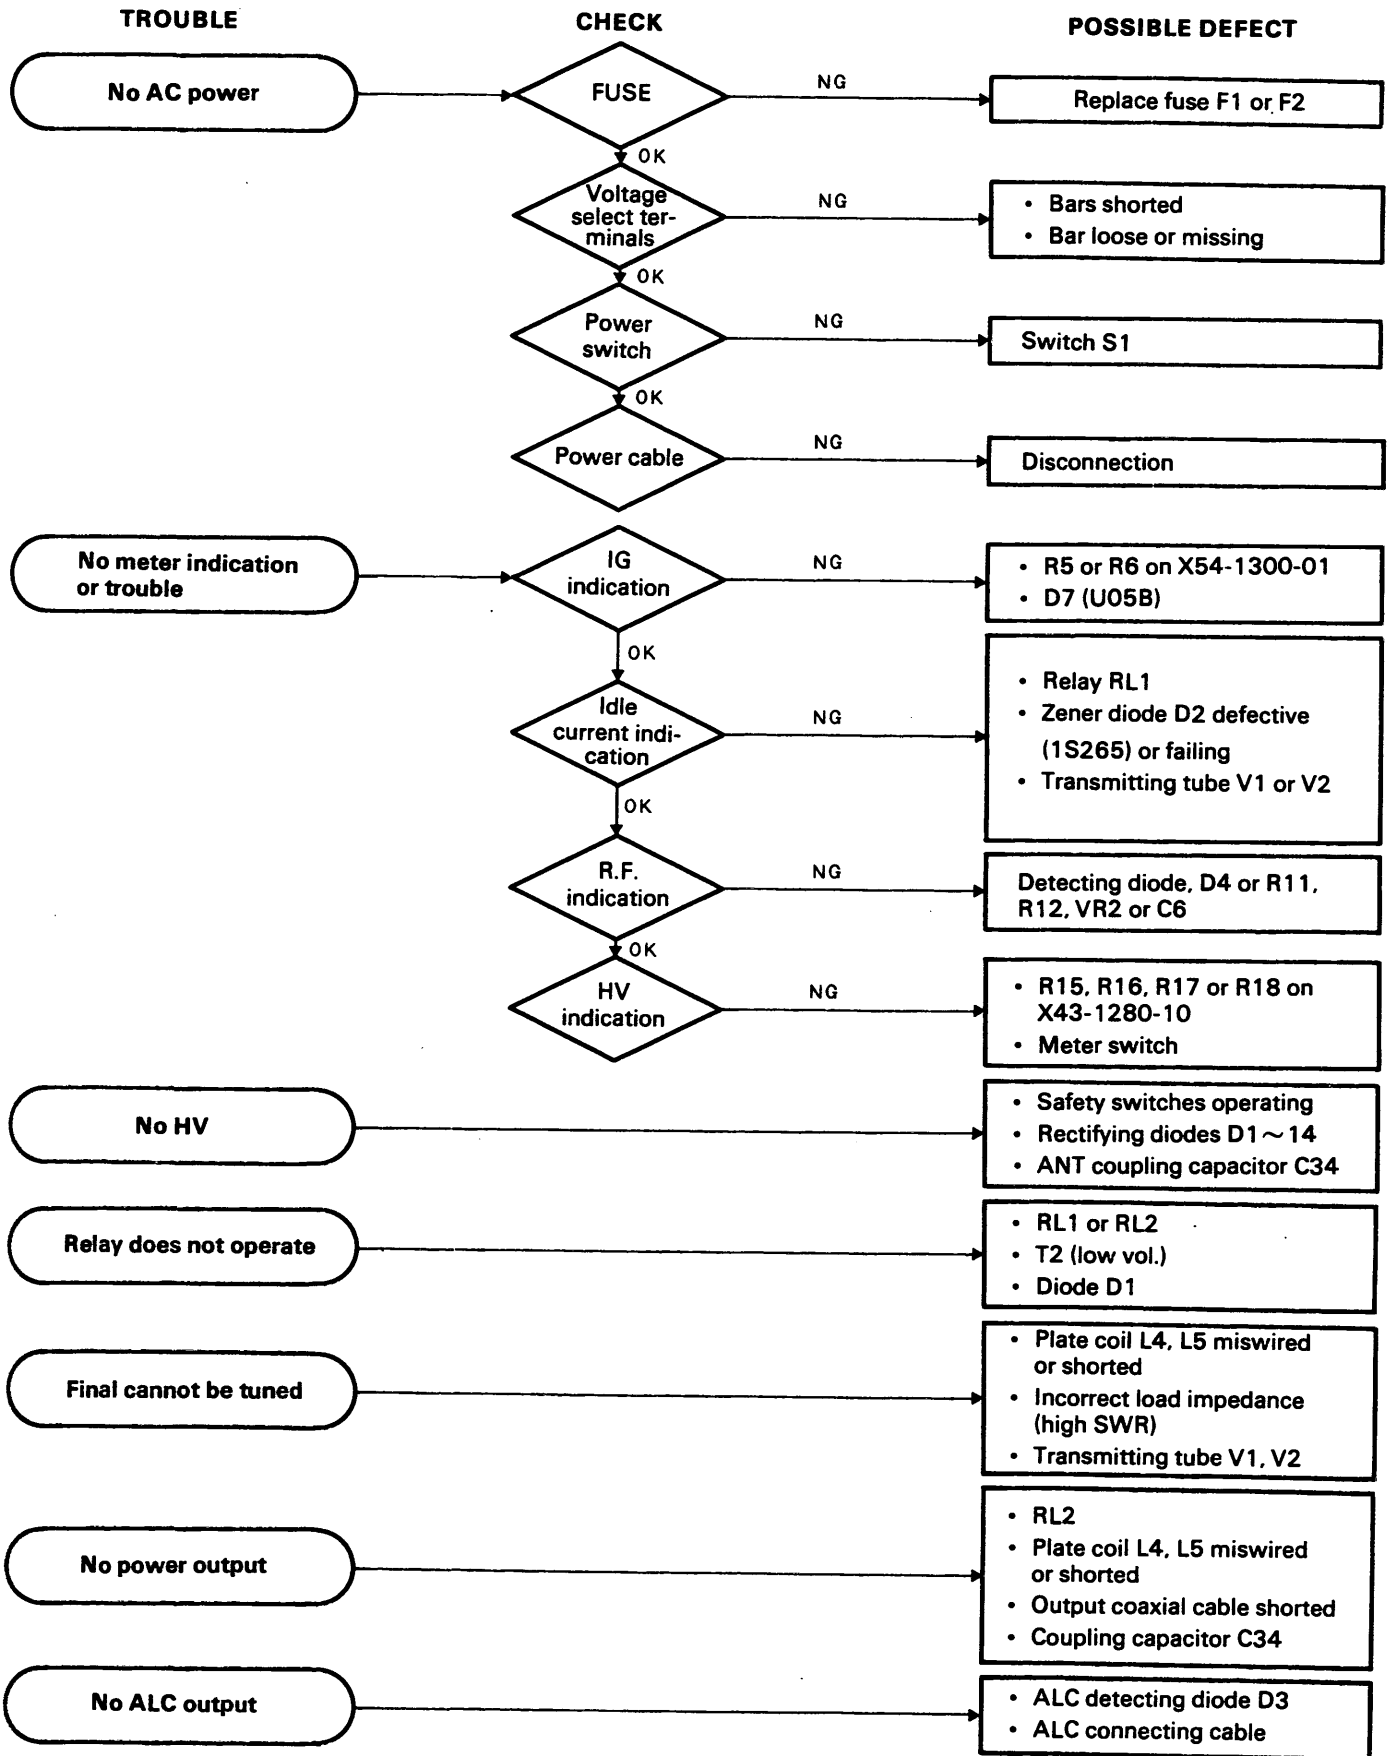 TROUBLE
CHECK
POSSIBLE DEFECT
No AC power
FUSE
NG
Replace fuse F1 or F2
OK
Voltage
select ter-
minals
NG
• Bars shorted
• Bar loose or missing
OK
Power
switch
NG
Switch S1
OK
Power cable
NG
Disconnection
No meter indication
or trouble
IG
indication
NG
• R5 or R6 on X54-1300-01
• D7 (U05B)
OK
Idle
current indi-
cation
NG
• Relay RL1
• Zener diode D2 defective
(1S265) or failing
• Transmitting tube V1 or V2
OK
R.F.
indication
NG
Detecting diode, D4 or R11,
R12, VR2 or C6
OK
HV
indication
NG
• R15, R16, R17 or R18 on
X43-1280-10
• Meter switch
No HV
• Safety switches operating
• Rectifying diodes D1~14
• ANT coupling capacitor C34
Relay does not operate
• RL1 or RL2
• T2 (low vol.)
• Diode D1
Final cannot be tuned
• Plate coil L4, L5 miswired
or shorted
• Incorrect load impedance
(high SWR)
• Transmitting tube V1, V2
No power output
• RL2
• Plate coil L4, L5 miswired
or shorted
• Output coaxial cable shorted
• Coupling capacitor C34
No ALC output
• ALC detecting diode D3
• ALC connecting cable